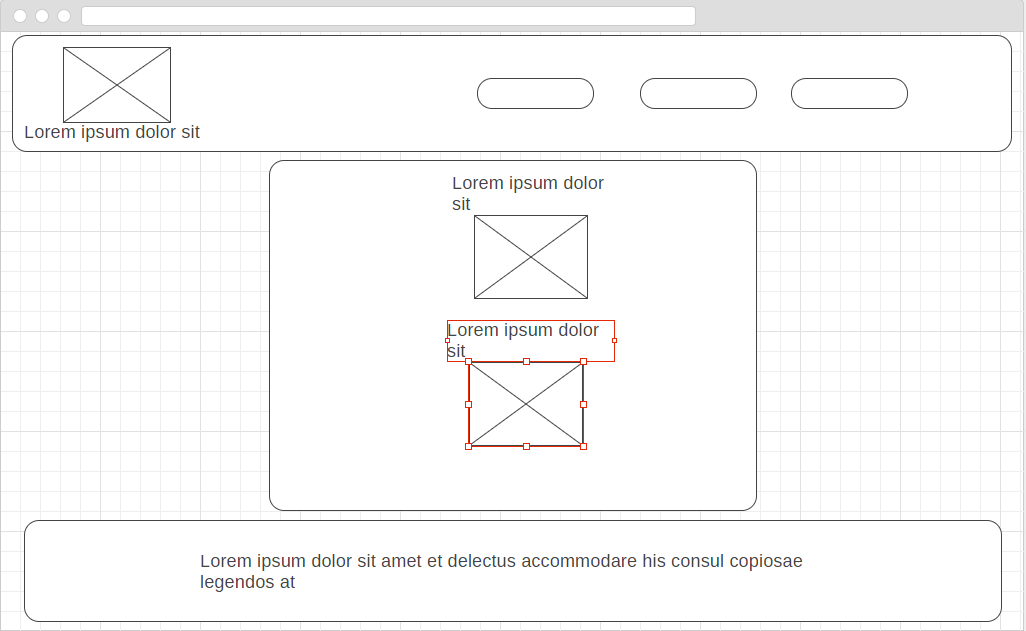 Lorem ipsum dolor sit
Lorem ipsum dolor
sit
Lorem ipsum dolor
sit
Lorem ipsum dolor sit amet et delectus accommodare his consul copiosae
legendos at